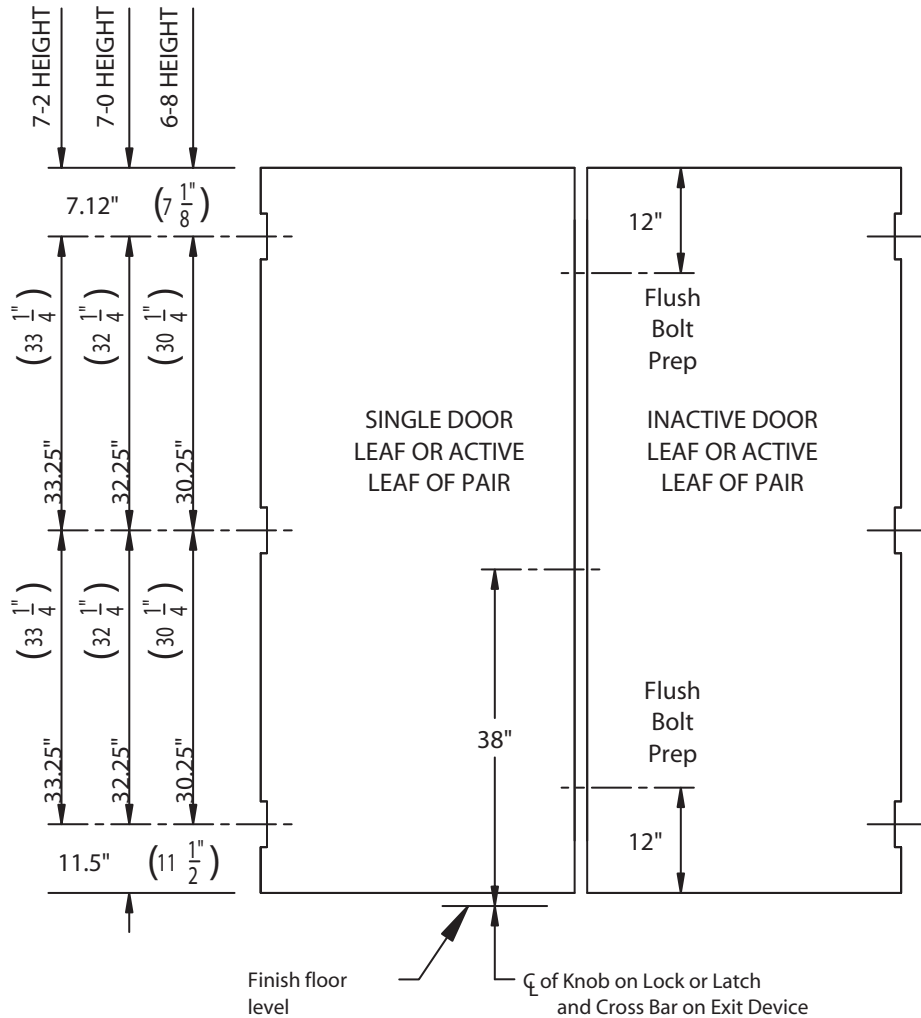 7-2 HEIGHT
7-0 HEIGHT
6-8 HEIGHT
7.12" (7 1/8")
12"
Flush
Bolt
Prep
(33 1/4")
(32 1/4")
(30 1/4")
33.25"
32.25"
30.25"
SINGLE DOOR
LEAF OR ACTIVE
LEAF OF PAIR
INACTIVE DOOR
LEAF OR ACTIVE
LEAF OF PAIR
(33 1/4")
(32 1/4")
(30 1/4")
33.25"
32.25"
30.25"
38"
Flush
Bolt
Prep
11.5" (11 1/2")
12"
Finish floor
level
℄ of Knob on Lock or Latch
and Cross Bar on Exit Device